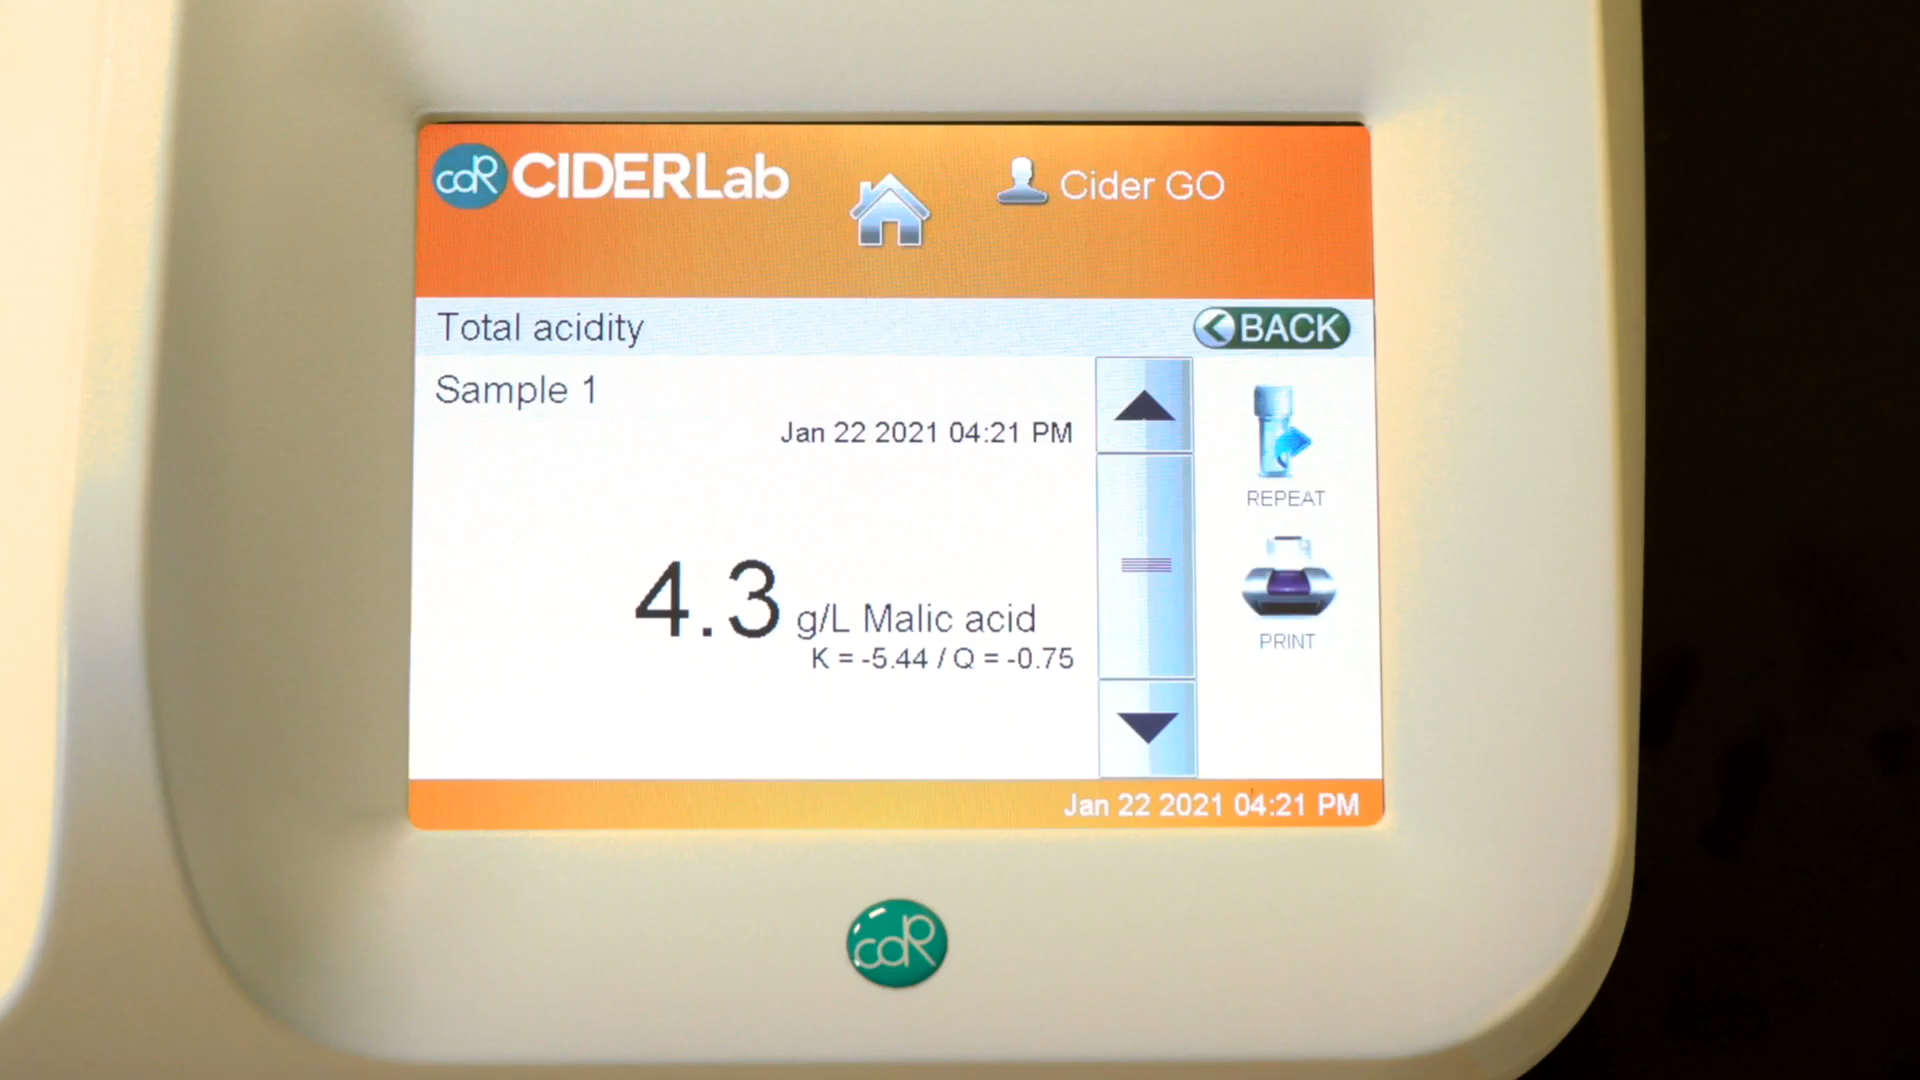 cdR CIDERLab
Cider GO
Total acidity
BACK
Sample 1
Jan 22 2021 04:21 PM
REPEAT
4.3 g/L Malic acid
K = -5.44 / Q = -0.75
PRINT
Jan 22 2021 04:21 PM
cdR